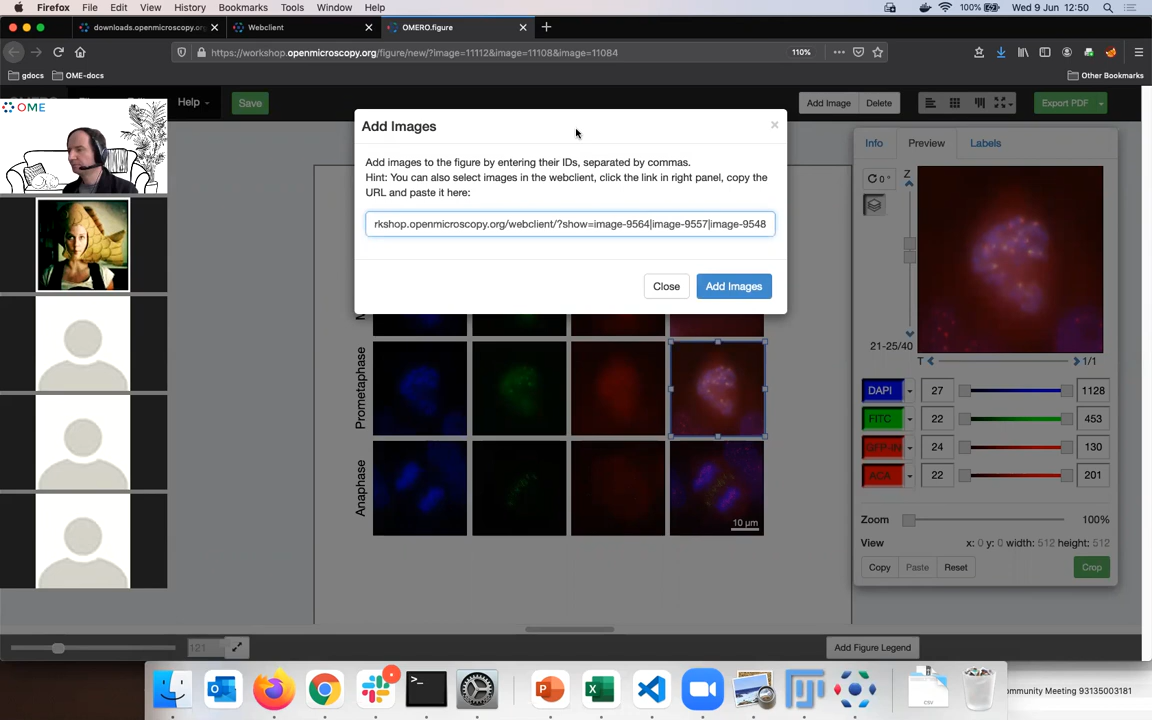 Firefox File Edit View History Bookmarks Tools Window Help 100% Wed 9 Jun 12:50
downloads.openmicroscopy.org × Webclient × OMERO.figure × +
https://workshop.openmicroscopy.org/figure/new/?image=11112&image=11108&image=11084 110%
gdocs OME-docs Other Bookmarks
Help Save Add Image Delete Export PDF
OME
Add Images ×
Add images to the figure by entering their IDs, separated by commas.
Hint: You can also select images in the webclient, click the link in right panel, copy the
URL and paste it here:
rkshop.openmicroscopy.org/webclient/?show=image-9564|image-9557|image-9548
Close Add Images
Info Preview Labels
0° Z
21-25/40
T 1/1
DAPI 27 1128
FITC 22 453
GFP-IN 24 130
ACA 22 201
Zoom 100%
View x: 0 y: 0 width: 512 height: 512
Copy Paste Reset Crop
Prometaphase
Anaphase
10 µm
121
Add Figure Legend
ommunity Meeting 93135003181
CSV